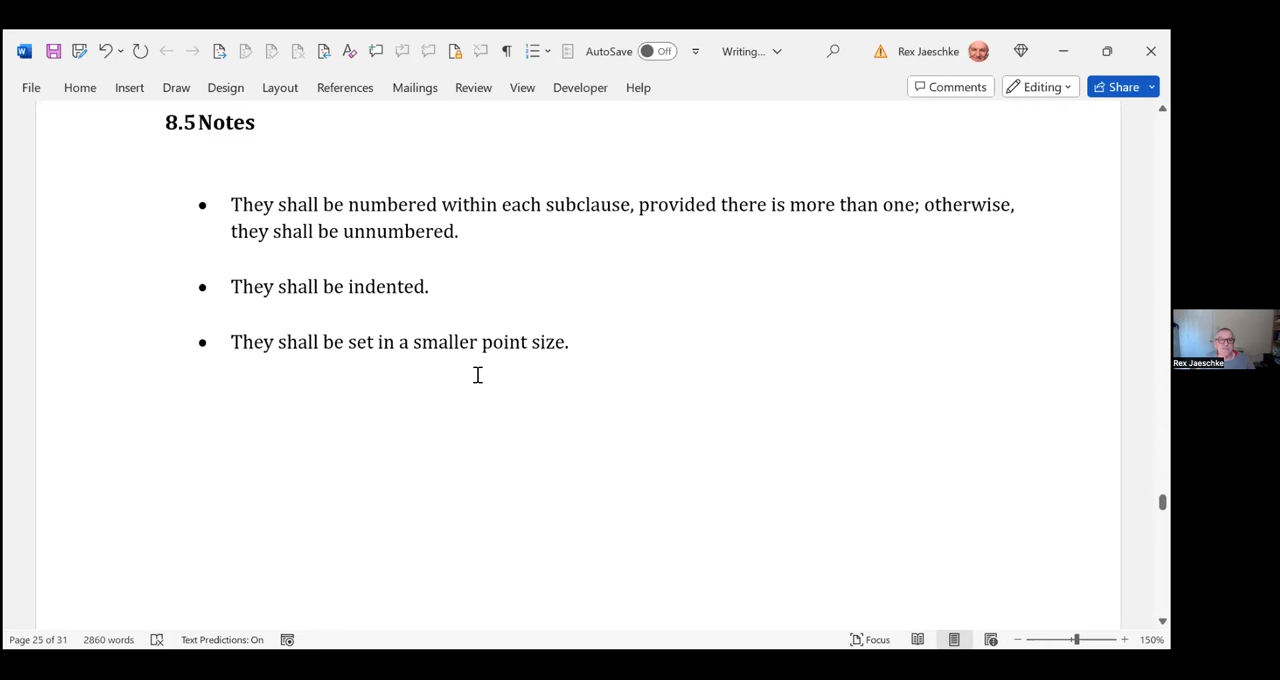 AutoSave Off Writing... Rex Jaeschke
File Home Insert Draw Design Layout References Mailings Review View Developer Help Comments Editing Share
8.5 Notes
• They shall be numbered within each subclause, provided there is more than one; otherwise,
they shall be unnumbered.
• They shall be indented.
• They shall be set in a smaller point size.
Rex Jaeschke
Page 25 of 31 2860 words Text Predictions: On Focus 150%